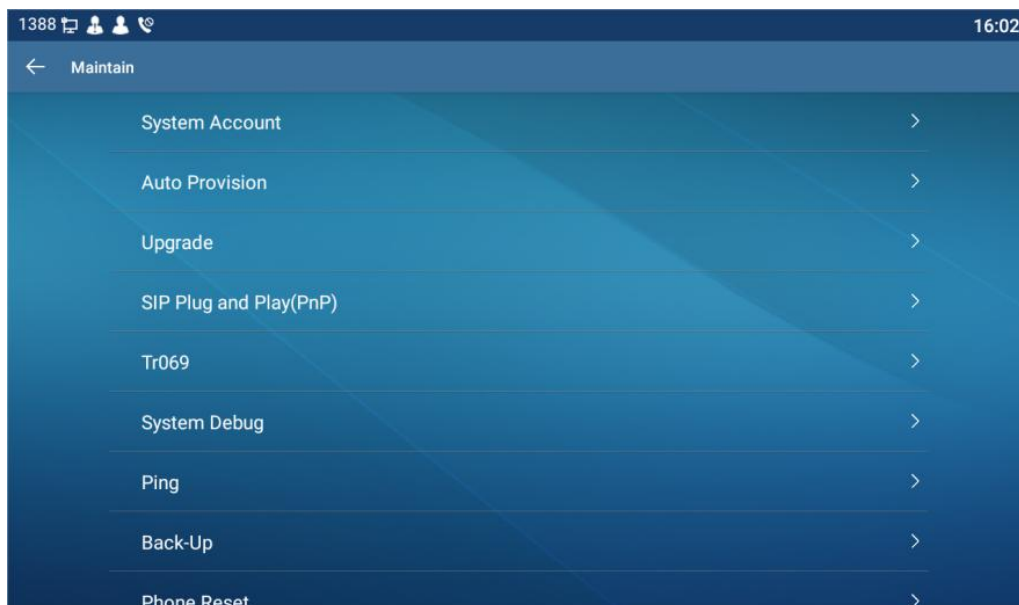 1388 16:02
Maintain
System Account
Auto Provision
Upgrade
SIP Plug and Play(PnP)
Tr069
System Debug
Ping
Back-Up
Phone Reset